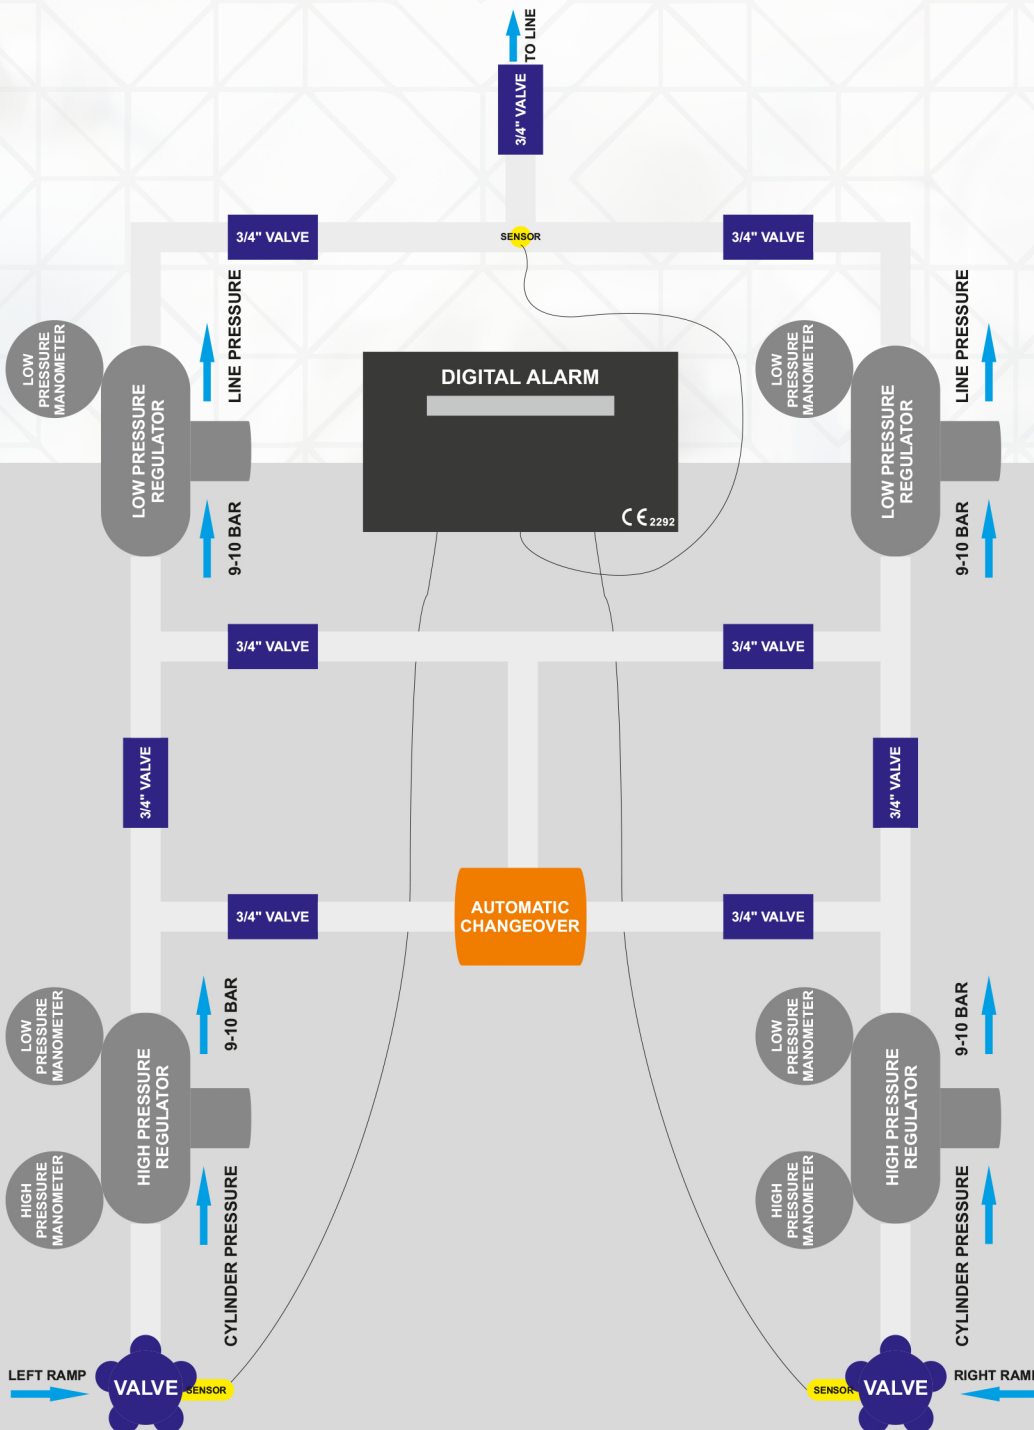 TO LINE
3/4" VALVE
3/4" VALVE
SENSOR
3/4" VALVE
LINE PRESSURE
LINE PRESSURE
LOW
PRESSURE
MANOMETER
LOW
PRESSURE
MANOMETER
DIGITAL ALARM
LOW PRESSURE
REGULATOR
LOW PRESSURE
REGULATOR
CE 2292
9-10 BAR
9-10 BAR
3/4" VALVE
3/4" VALVE
3/4" VALVE
3/4" VALVE
3/4" VALVE
AUTOMATIC
CHANGEOVER
3/4" VALVE
9-10 BAR
9-10 BAR
LOW
PRESSURE
MANOMETER
LOW
PRESSURE
MANOMETER
HIGH PRESSURE
REGULATOR
HIGH PRESSURE
REGULATOR
HIGH
PRESSURE
MANOMETER
HIGH
PRESSURE
MANOMETER
CYLINDER PRESSURE
CYLINDER PRESSURE
LEFT RAMP
VALVE
SENSOR
SENSOR
VALVE
RIGHT RAMP